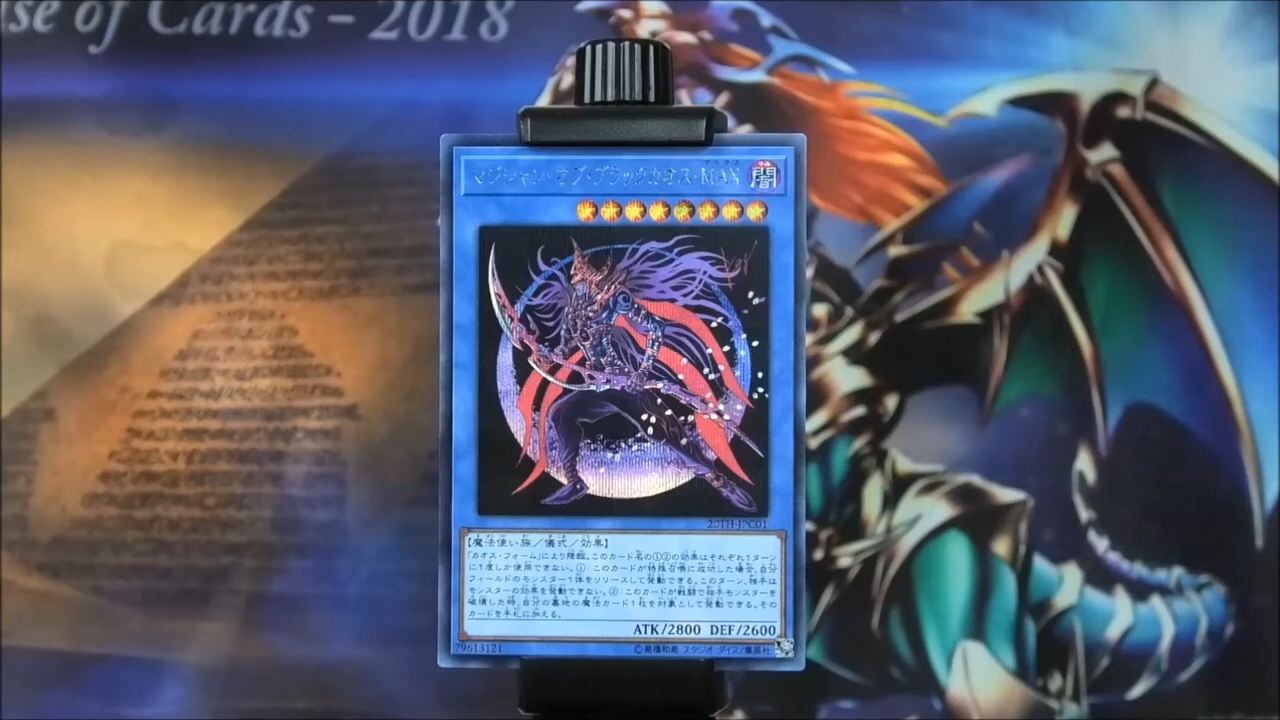 se of Cards - 2018
マジシャン・オブ・ブラックカオス・MAX
マックス
闇
20TH-JPC01
【魔法使い族／儀式／効果】
「カオス・フォーム」により降臨。このカード名の①②の効果はそれぞれ1ターン
に1度しか使用できない。①：このカードが特殊召喚に成功した場合、自分
フィールドのモンスター1体をリリースして発動できる。このターン、相手は
モンスターの効果を発動できない。②：このカードが戦闘で相手モンスターを
破壊した時、自分の墓地の魔法カード1枚を対象として発動できる。その
カードを手札に加える。
ATK/2800 DEF/2600
79613121
©高橋和希 スタジオ・ダイス/集英社